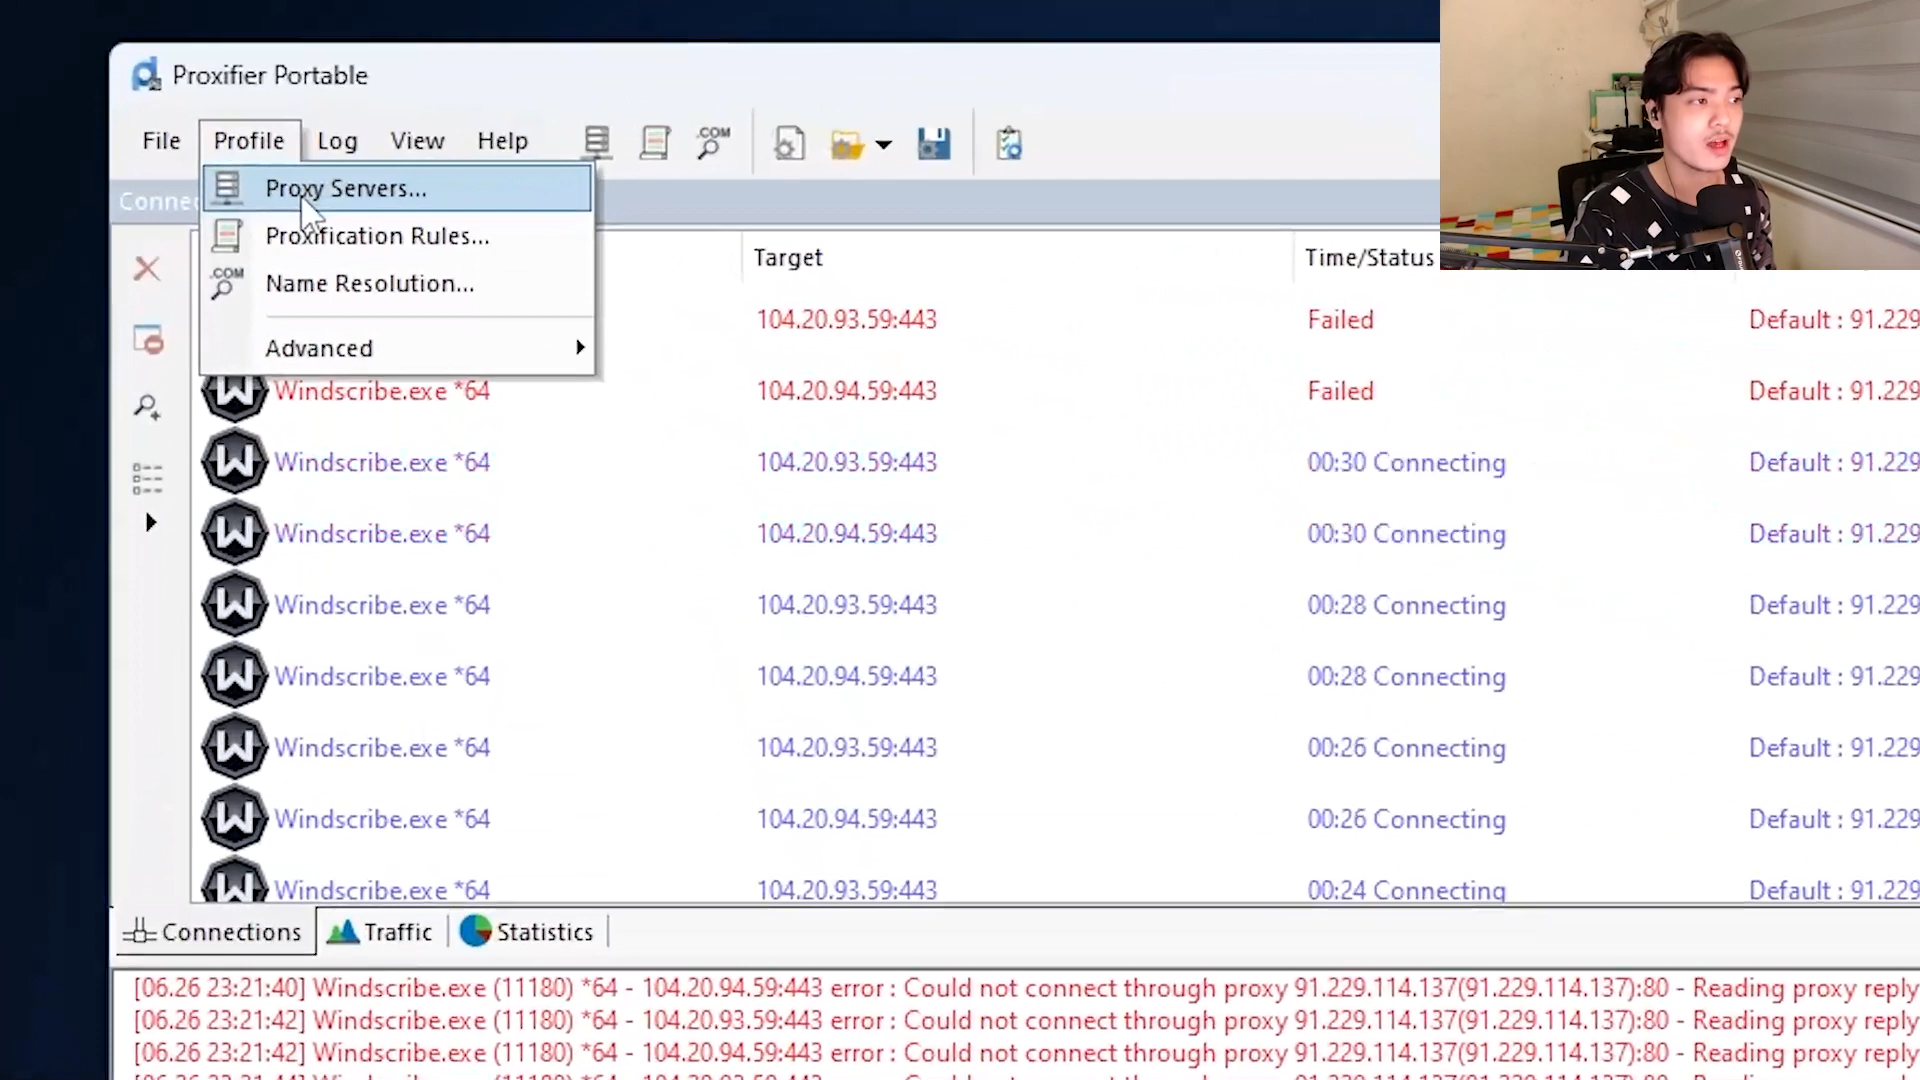 Proxifier Portable
File Profile Log View Help .COM
Proxy Servers...
Proxification Rules...
.COM Name Resolution...
Advanced
Connec
Target Time/Status
104.20.93.59:443 Failed Default : 91.229
Windscribe.exe *64 104.20.94.59:443 Failed Default : 91.229
Windscribe.exe *64 104.20.93.59:443 00:30 Connecting Default : 91.229
Windscribe.exe *64 104.20.94.59:443 00:30 Connecting Default : 91.229
Windscribe.exe *64 104.20.93.59:443 00:28 Connecting Default : 91.229
Windscribe.exe *64 104.20.94.59:443 00:28 Connecting Default : 91.229
Windscribe.exe *64 104.20.93.59:443 00:26 Connecting Default : 91.229
Windscribe.exe *64 104.20.94.59:443 00:26 Connecting Default : 91.229
Windscribe.exe *64 104.20.93.59:443 00:24 Connecting Default : 91.229
Connections Traffic Statistics
[06.26 23:21:40] Windscribe.exe (11180) *64 - 104.20.94.59:443 error : Could not connect through proxy 91.229.114.137(91.229.114.137):80 - Reading proxy reply
[06.26 23:21:42] Windscribe.exe (11180) *64 - 104.20.93.59:443 error : Could not connect through proxy 91.229.114.137(91.229.114.137):80 - Reading proxy reply
[06.26 23:21:42] Windscribe.exe (11180) *64 - 104.20.94.59:443 error : Could not connect through proxy 91.229.114.137(91.229.114.137):80 - Reading proxy reply